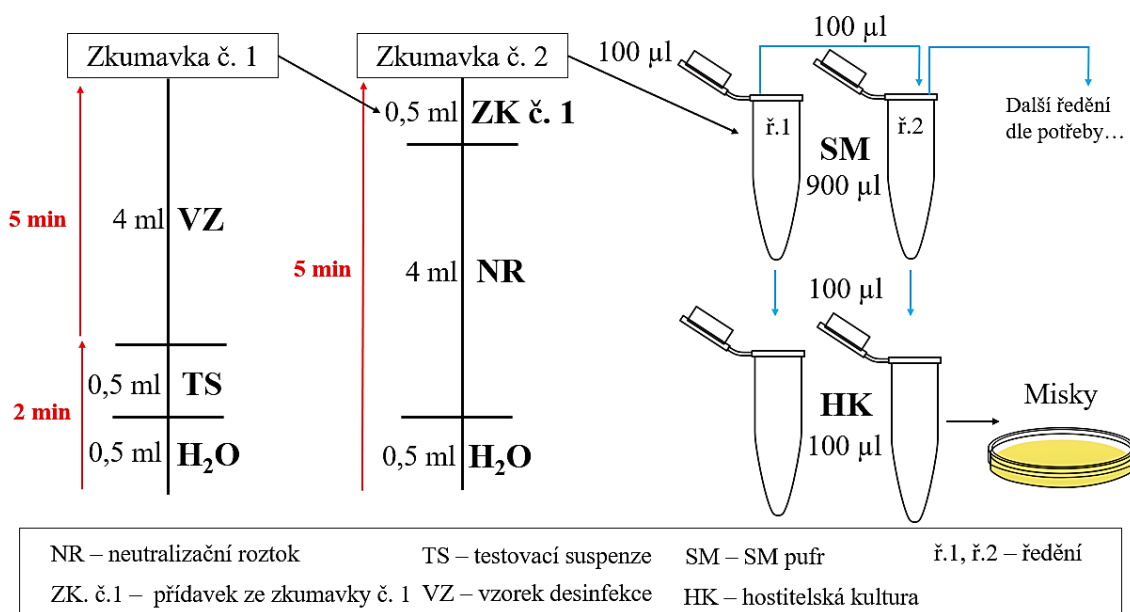 Zkumavka č. 1
5 min
4 ml VZ
2 min
0,5 ml TS
0,5 ml H₂O
Zkumavka č. 2
0,5 ml ZK č. 1
5 min
4 ml NR
0,5 ml H₂O
100 µl
100 µl
ř.1
ř.2
SM
900 µl
Další ředění
dle potřeby…
100 µl
HK
100 µl
Misky
NR – neutralizační roztok
TS – testovací suspenze
SM – SM pufr
ř.1, ř.2 – ředění
ZK. č.1 – přídavek ze zkumavky č. 1
VZ – vzorek desinfekce
HK – hostitelská kultura